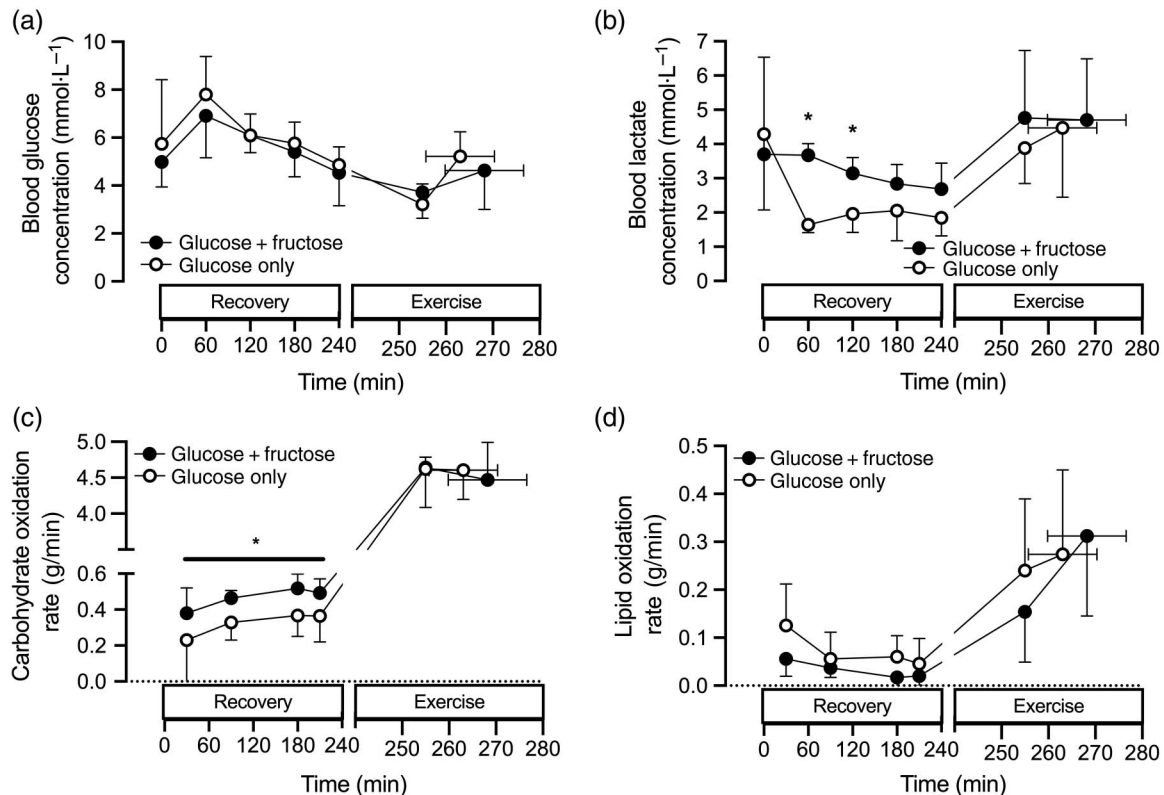 (a)
Blood glucose
concentration (mmol·L⁻¹)
10
8
6
4
2
0
Glucose + fructose
Glucose only
Recovery
Exercise
0 60 120 180 240 250 260 270 280
Time (min)
(b)
Blood lactate
concentration (mmol·L⁻¹)
7
6
5
4
3
2
1
0
* *
Glucose + fructose
Glucose only
Recovery
Exercise
0 60 120 180 240 250 260 270 280
Time (min)
(c)
Carbohydrate oxidation
rate (g/min)
5.0
4.5
4.0
0.6
0.4
0.2
0.0
Glucose + fructose
Glucose only
*
Recovery
Exercise
0 60 120 180 240 250 260 270 280
Time (min)
(d)
Lipid oxidation
rate (g/min)
0.5
0.4
0.3
0.2
0.1
0.0
Glucose + fructose
Glucose only
Recovery
Exercise
0 60 120 180 240 250 260 270 280
Time (min)